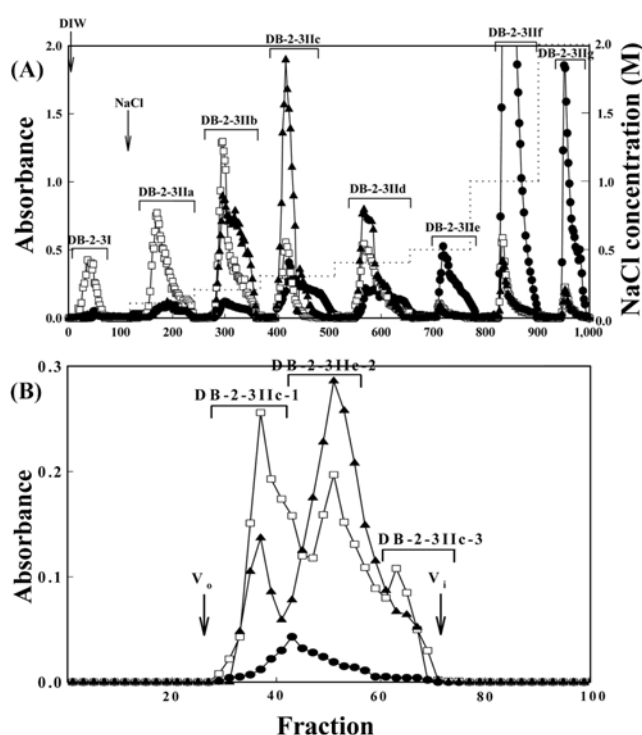 DIW
(A)
NaCl
DB-2-3I
DB-2-3IIa
DB-2-3IIb
DB-2-3IIc
DB-2-3IId
DB-2-3IIe
DB-2-3IIf
DB-2-3IIg
Absorbance
2.0
1.5
1.0
0.5
0.0
0 100 200 300 400 500 600 700 800 900 1,000
2.0
1.5
1.0
0.5
0.0
NaCl concentration (M)
(B)
DB-2-3IIc-1
DB-2-3IIc-2
DB-2-3IIc-3
Vo
Vi
Absorbance
0.3
0.2
0.1
0.0
20 40 60 80 100
Fraction